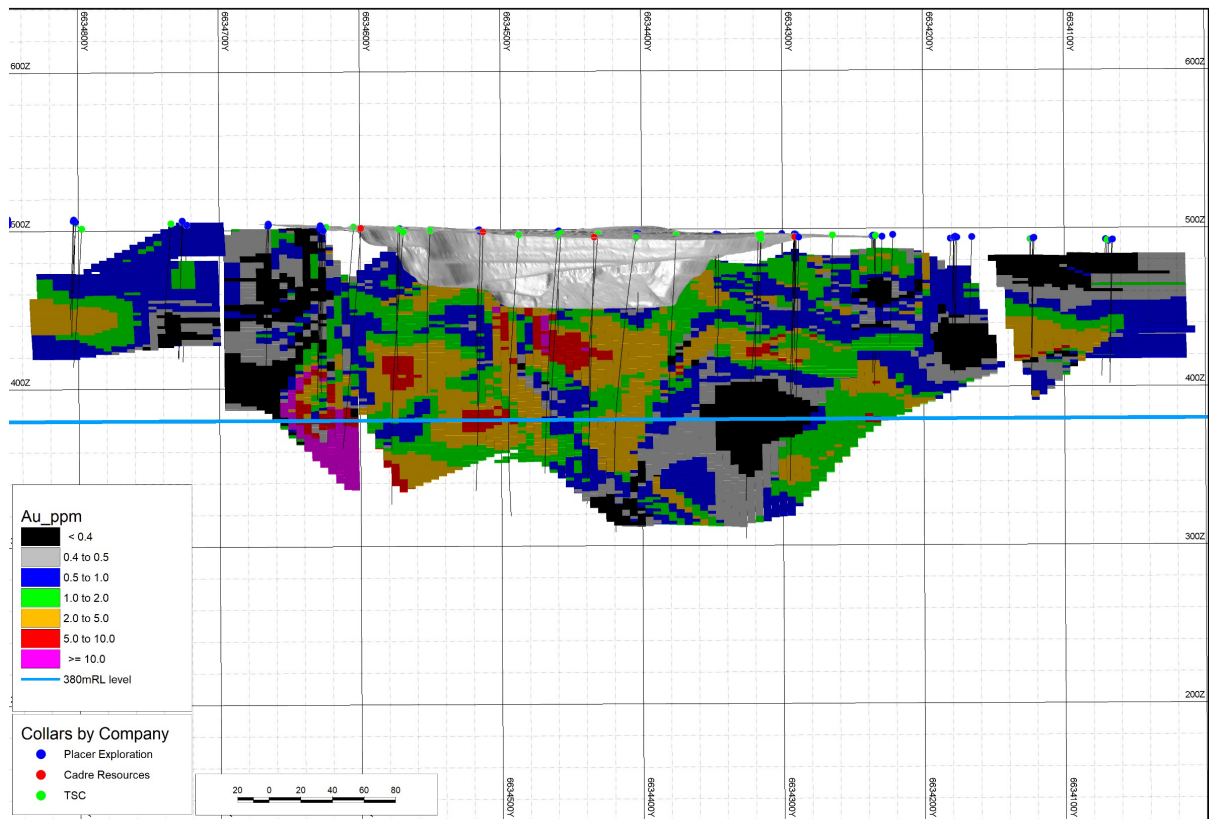 6634800Y 6634700Y 6634600Y 6634500Y 6634400Y 6634300Y 6634200Y 6634100Y
600Z 600Z
500Z 500Z
400Z 400Z
300Z
200Z
Au_ppm
< 0.4
0.4 to 0.5
0.5 to 1.0
1.0 to 2.0
2.0 to 5.0
5.0 to 10.0
>= 10.0
380mRL level
Collars by Company
Placer Exploration
Cadre Resources
TSC
20 0 20 40 60 80
6634500Y 6634400Y 6634300Y 6634200Y 6634100Y